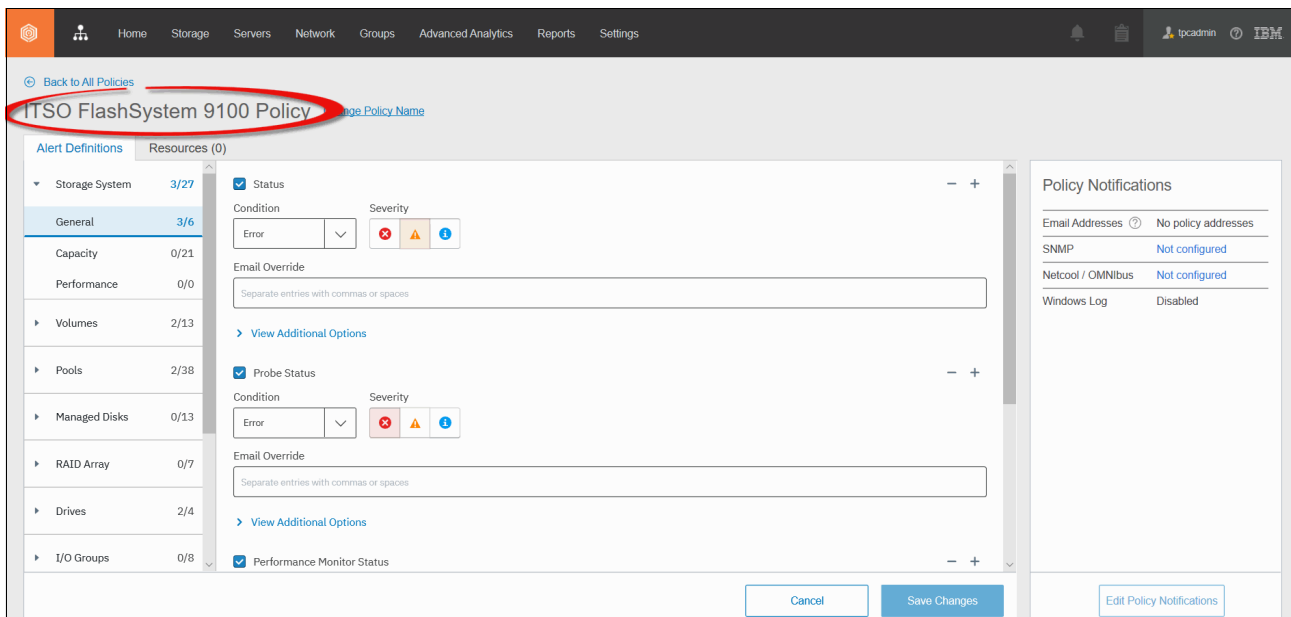 Home Storage Servers Network Groups Advanced Analytics Reports Settings tpcadmin IBM
Back to All Policies
ITSO FlashSystem 9100 Policy nge Policy Name
Alert Definitions Resources (0)
Storage System 3/27
General 3/6
Capacity 0/21
Performance 0/0
Volumes 2/13
Pools 2/38
Managed Disks 0/13
RAID Array 0/7
Drives 2/4
I/O Groups 0/8
Status
Condition Severity
Error
Email Override
Separate entries with commas or spaces
View Additional Options
Probe Status
Condition Severity
Error
Email Override
Separate entries with commas or spaces
View Additional Options
Performance Monitor Status
Cancel Save Changes
Policy Notifications
Email Addresses No policy addresses
SNMP Not configured
Netcool / OMNIbus Not configured
Windows Log Disabled
Edit Policy Notifications